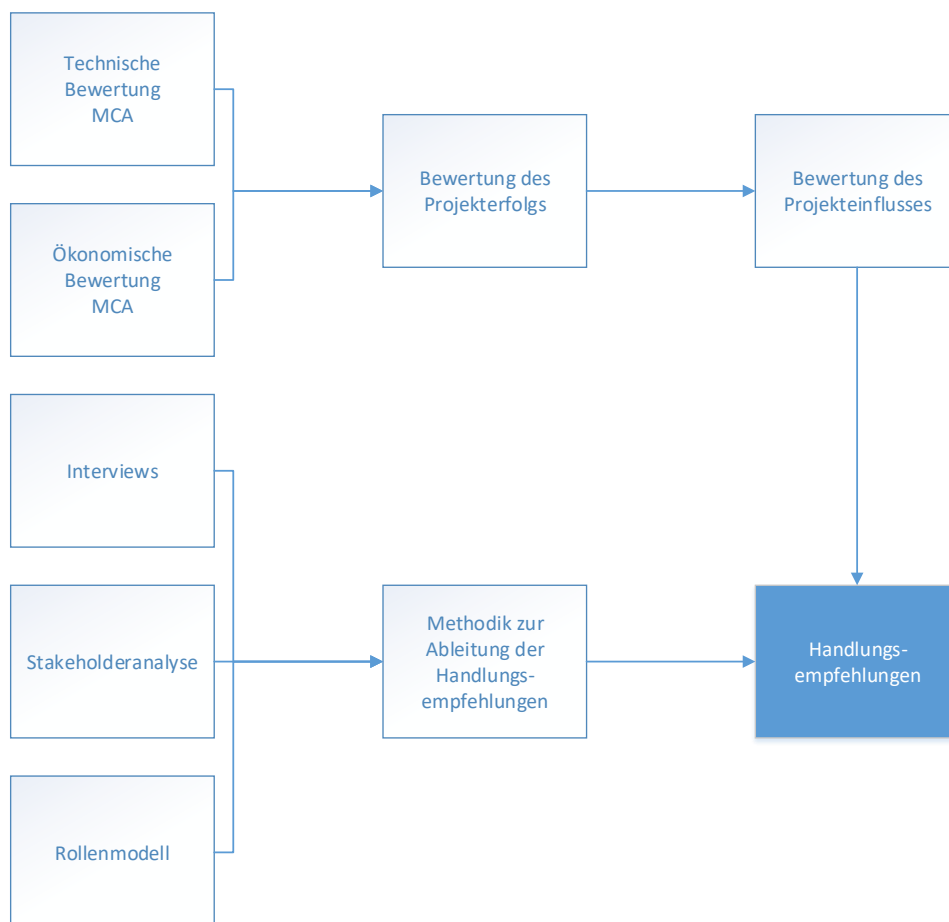 Technische
Bewertung
MCA
Bewertung des
Projekterfolgs
Bewertung des
Projekteinflusses
Ökonomische
Bewertung
MCA
Interviews
Stakeholderanalyse
Methodik zur
Ableitung der
Handlungs-
empfehlungen
Handlungs-
empfehlungen
Rollenmodell